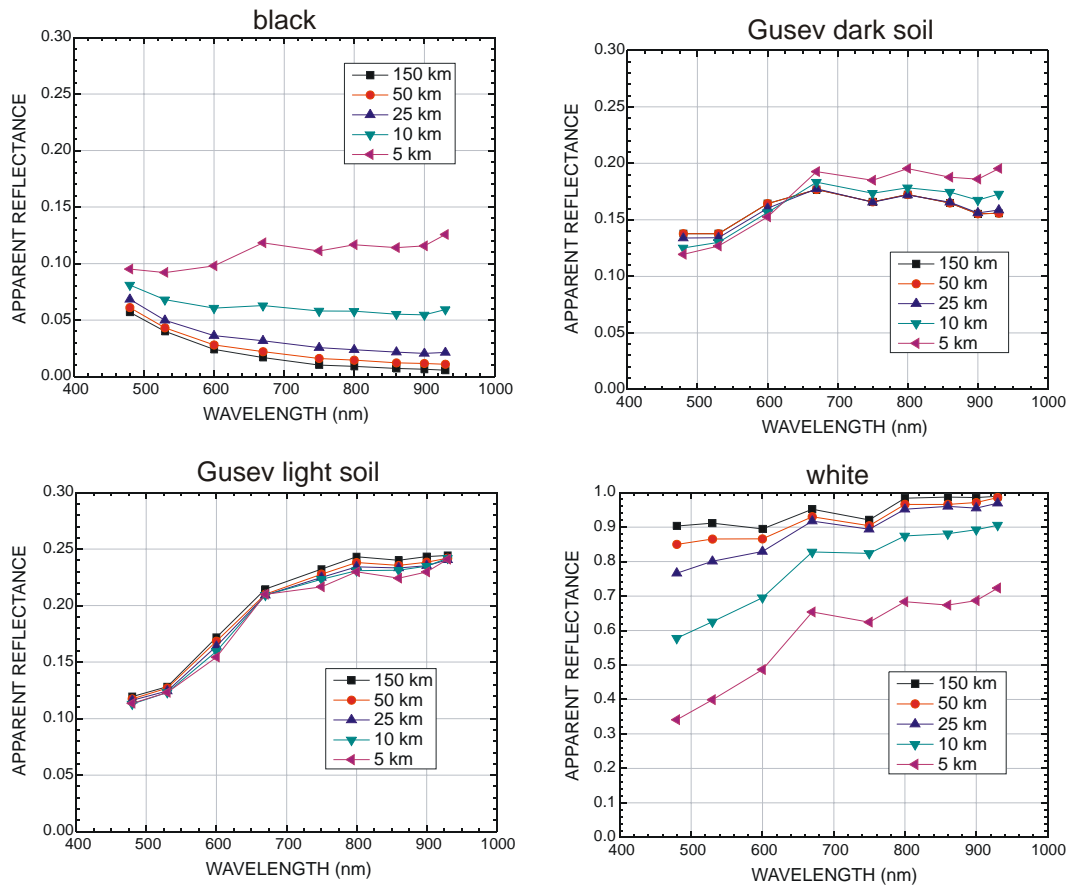 black
0.30
0.25
0.20
0.15
0.10
0.05
0.00
APPARENT REFLECTANCE
150 km
50 km
25 km
10 km
5 km
400 500 600 700 800 900 1000
WAVELENGTH (nm)
Gusev dark soil
0.30
0.25
0.20
0.15
0.10
0.05
0.00
APPARENT REFLECTANCE
150 km
50 km
25 km
10 km
5 km
400 500 600 700 800 900 1000
WAVELENGTH (nm)
Gusev light soil
0.30
0.25
0.20
0.15
0.10
0.05
0.00
APPARENT REFLECTANCE
150 km
50 km
25 km
10 km
5 km
400 500 600 700 800 900 1000
WAVELENGTH (nm)
white
1.0
0.9
0.8
0.7
0.6
0.5
0.4
0.3
0.2
0.1
0.0
APPARENT REFLECTANCE
150 km
50 km
25 km
10 km
5 km
400 500 600 700 800 900 1000
WAVELENGTH (nm)